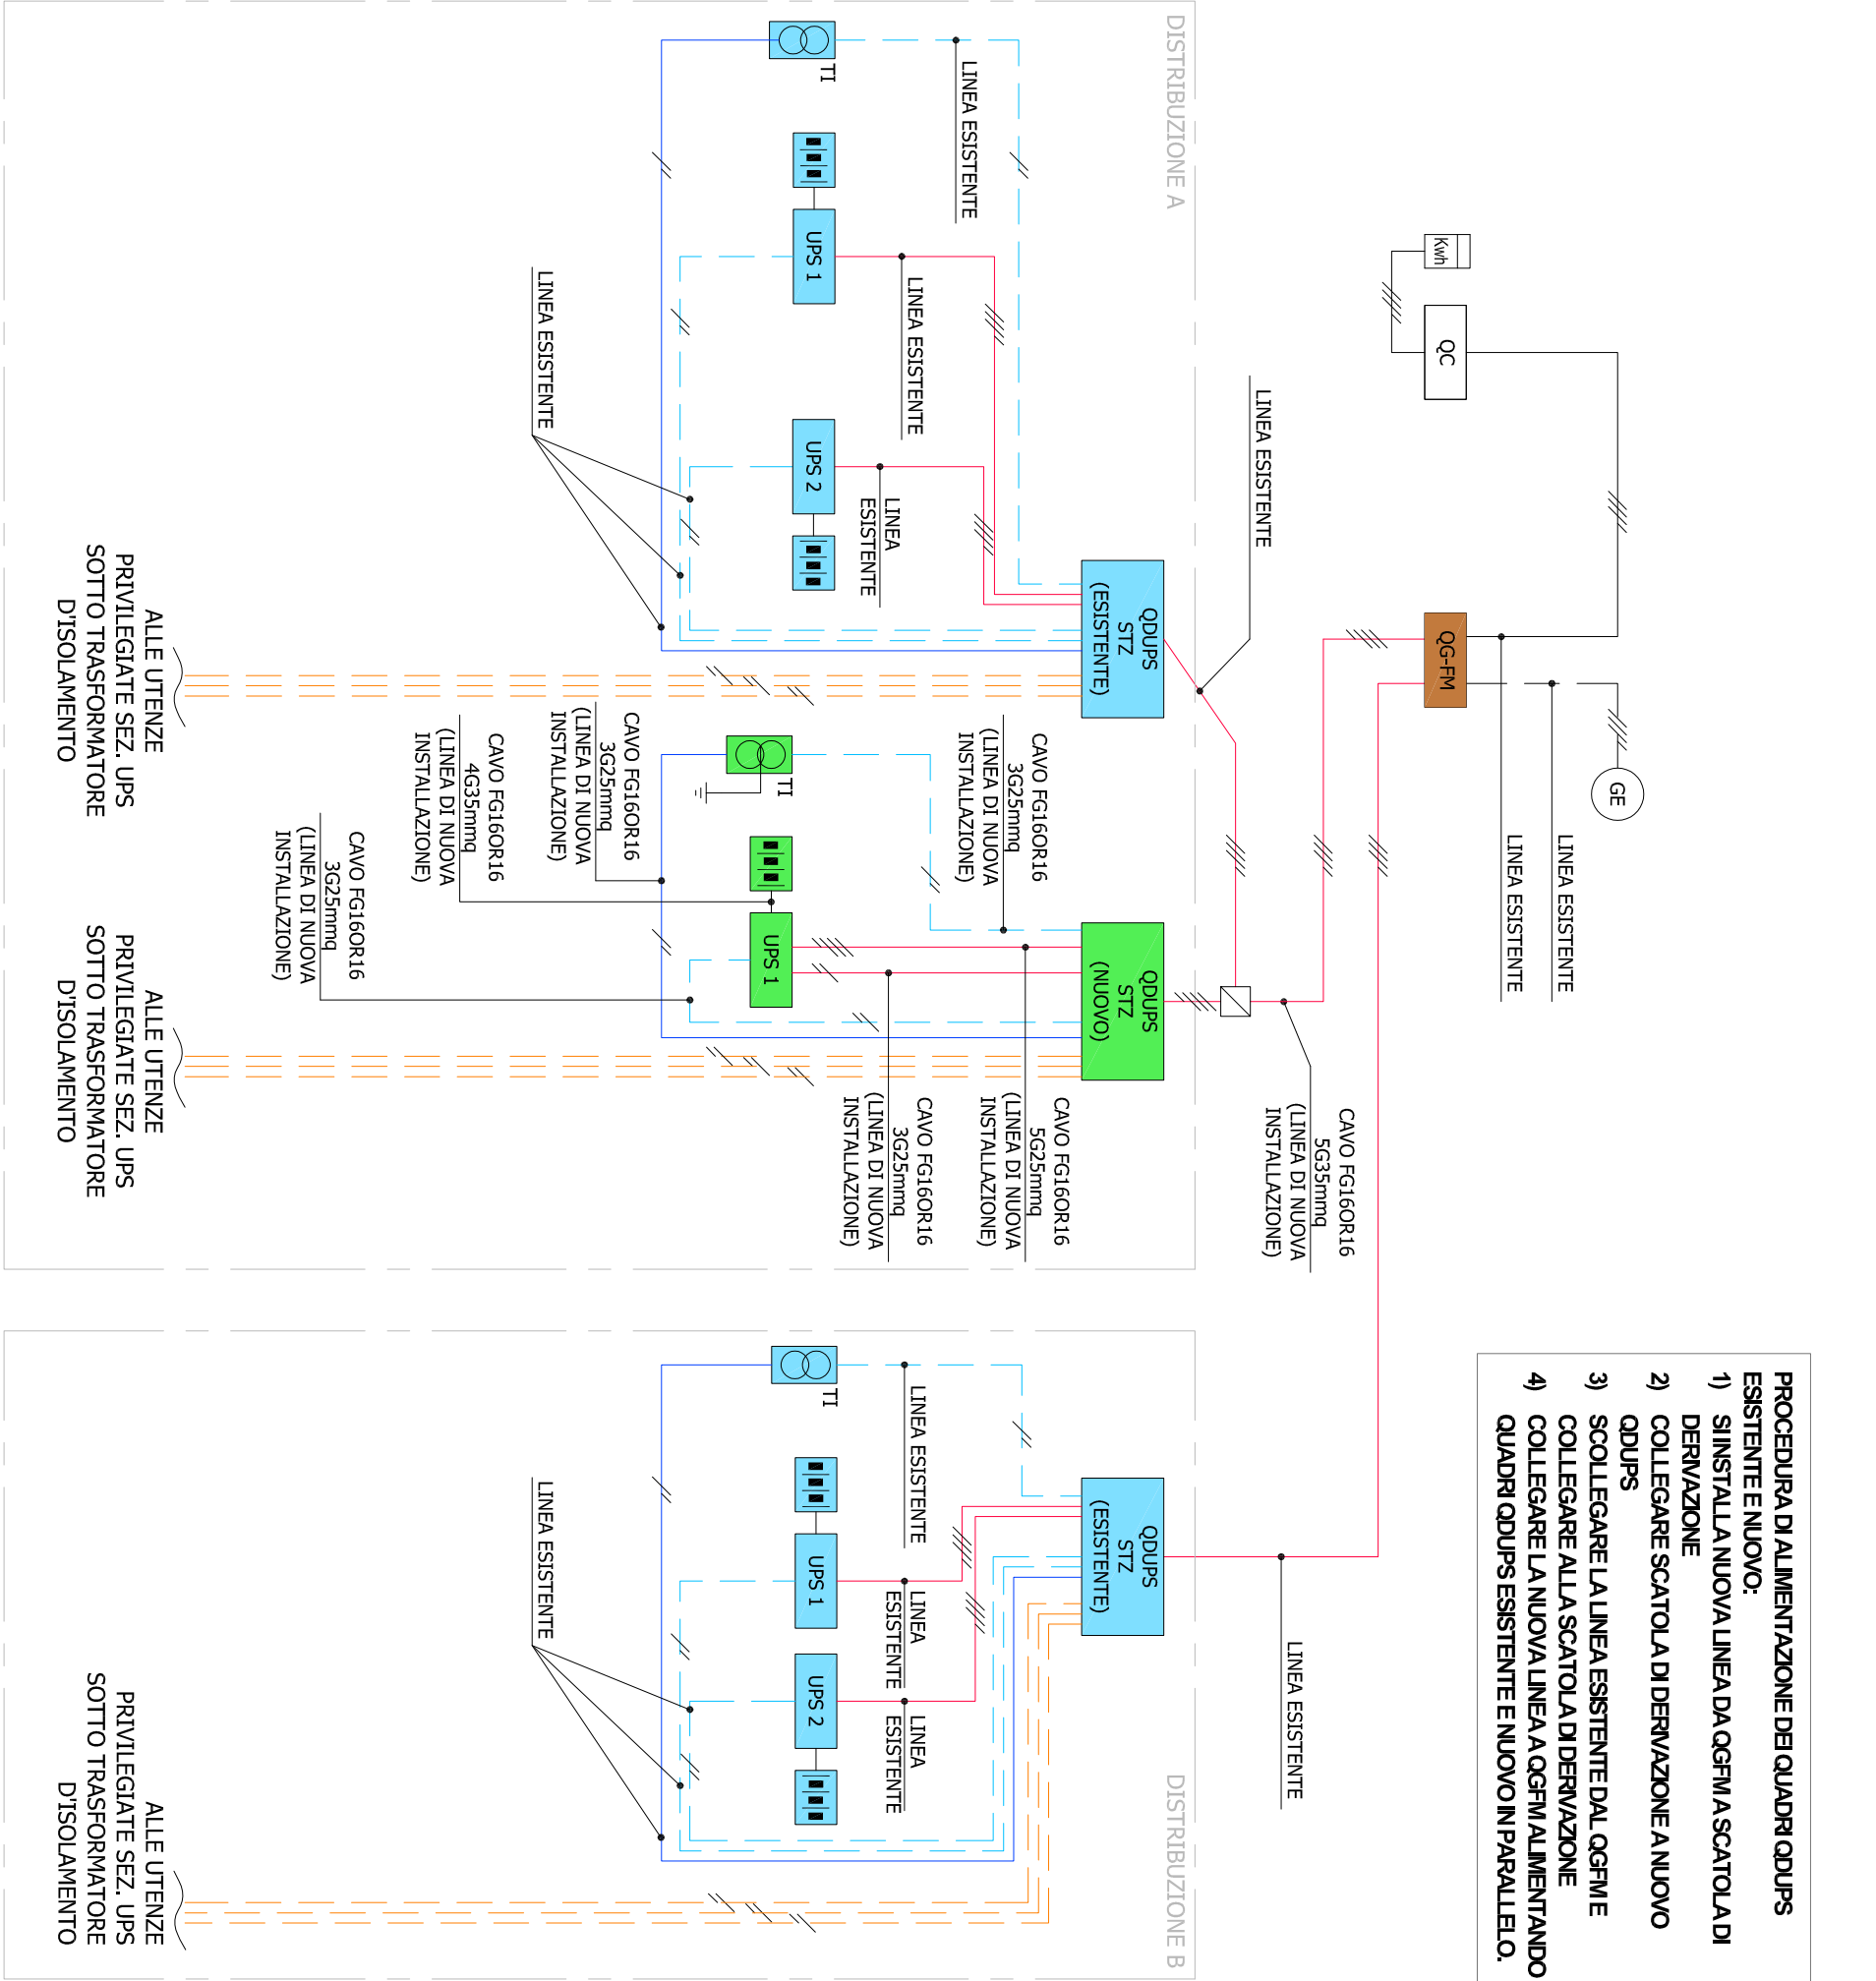 PROCEDURA DI ALIMENTAZIONE DEI QUADRI QDUPS
ESISTENTE E NUOVO:
1) SI INSTALLA NUOVA LINEA DA QGFM A SCATOLA DI
DERIVAZIONE
2) COLLEGARE SCATOLA DI DERIVAZIONE A NUOVO
QDUPS
3) SCOLLEGARE LA LINEA ESISTENTE DAL QGFM E
COLLEGARE ALLA SCATOLA DI DERIVAZIONE
4) COLLEGARE LA NUOVA LINEA A QGFM ALIMENTANDO
QUADRI QDUPS ESISTENTE E NUOVO IN PARALLELO.
Kwh
QC
QG-FM
GE
LINEA ESISTENTE
LINEA ESISTENTE
LINEA ESISTENTE
CAVO FG16OR16
5G35mmq
(LINEA DI NUOVA
INSTALLAZIONE)
LINEA ESISTENTE
DISTRIBUZIONE A
QDUPS
STZ
(ESISTENTE)
LINEA ESISTENTE
TI
LINEA ESISTENTE
UPS 1
LINEA
ESISTENTE
UPS 2
LINEA ESISTENTE
ALLE UTENZE
PRIVILEGIATE SEZ. UPS
SOTTO TRASFORMATORE
D'ISOLAMENTO
QDUPS
STZ
(NUOVO)
CAVO FG16OR16
3G25mmq
(LINEA DI NUOVA
INSTALLAZIONE)
CAVO FG16OR16
5G25mmq
(LINEA DI NUOVA
INSTALLAZIONE)
CAVO FG16OR16
3G25mmq
(LINEA DI NUOVA
INSTALLAZIONE)
TI
UPS 1
CAVO FG16OR16
3G25mmq
(LINEA DI NUOVA
INSTALLAZIONE)
CAVO FG16OR16
4G35mmq
(LINEA DI NUOVA
INSTALLAZIONE)
CAVO FG16OR16
3G25mmq
(LINEA DI NUOVA
INSTALLAZIONE)
ALLE UTENZE
PRIVILEGIATE SEZ. UPS
SOTTO TRASFORMATORE
D'ISOLAMENTO
DISTRIBUZIONE B
QDUPS
STZ
(ESISTENTE)
LINEA ESISTENTE
TI
LINEA
ESISTENTE
UPS 1
LINEA
ESISTENTE
UPS 2
LINEA ESISTENTE
ALLE UTENZE
PRIVILEGIATE SEZ. UPS
SOTTO TRASFORMATORE
D'ISOLAMENTO